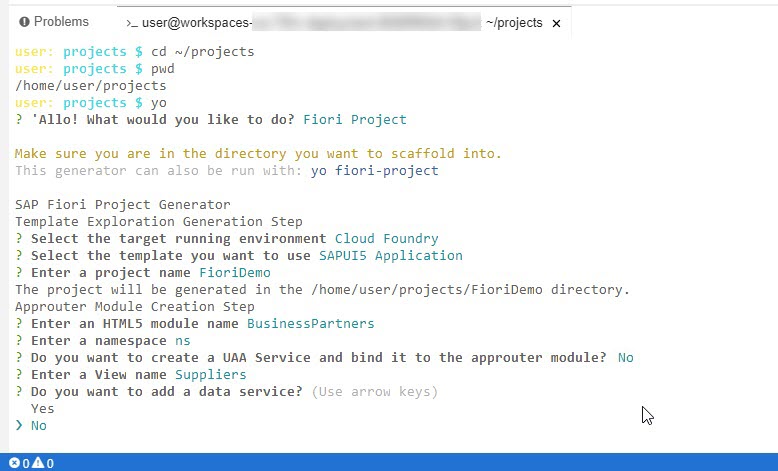 Problems
>_ user@workspaces- ~/projects ×
user: projects $ cd ~/projects
user: projects $ pwd
/home/user/projects
user: projects $ yo
? 'Allo! What would you like to do? Fiori Project
Make sure you are in the directory you want to scaffold into.
This generator can also be run with: yo fiori-project
SAP Fiori Project Generator
Template Exploration Generation Step
? Select the target running environment Cloud Foundry
? Select the template you want to use SAPUI5 Application
? Enter a project name FioriDemo
The project will be generated in the /home/user/projects/FioriDemo directory.
Approuter Module Creation Step
? Enter an HTML5 module name BusinessPartners
? Enter a namespace ns
? Do you want to create a UAA Service and bind it to the approuter module? No
? Enter a View name Suppliers
? Do you want to add a data service? (Use arrow keys)
Yes
❯ No
0 0